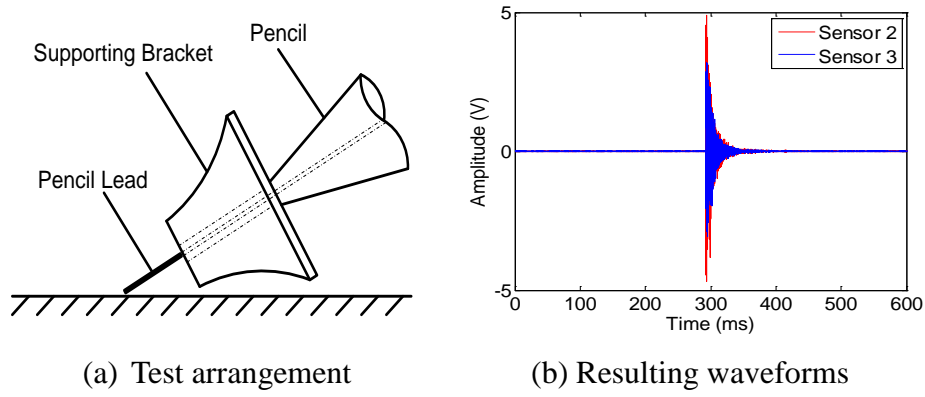 Pencil
Supporting Bracket
Pencil Lead
(a) Test arrangement
5
0
-5
Amplitude (V)
0 100 200 300 400 500 600
Time (ms)
Sensor 2
Sensor 3
(b) Resulting waveforms